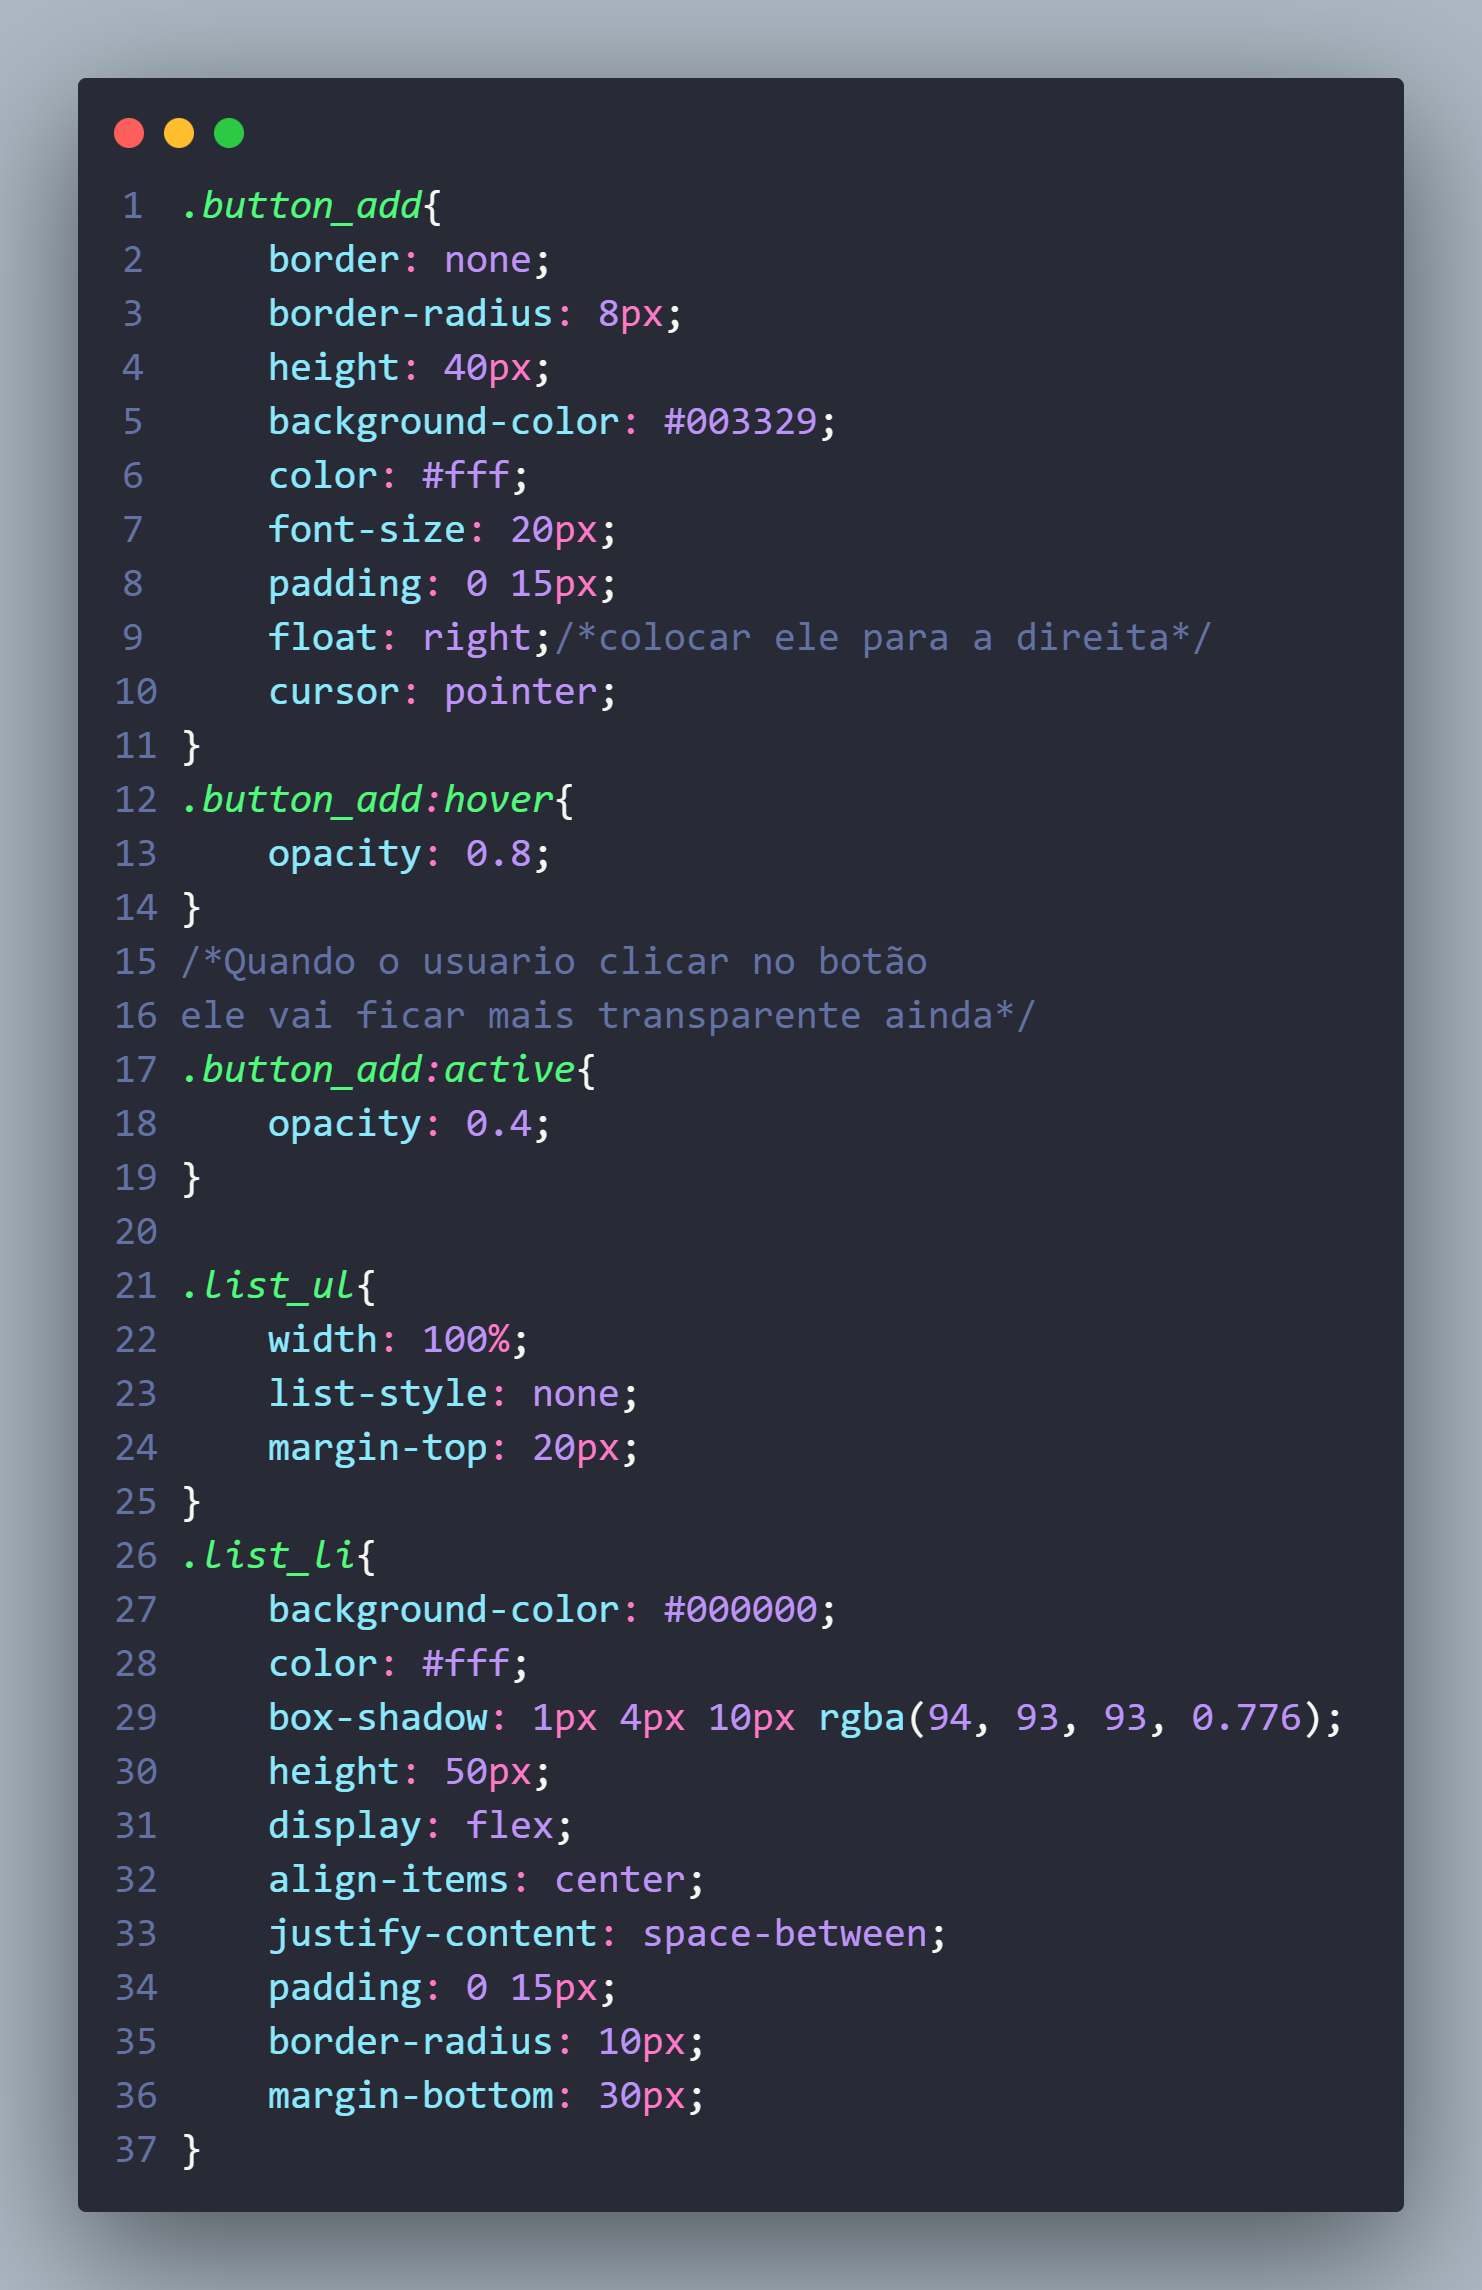 1 .button_add{
2     border: none;
3     border-radius: 8px;
4     height: 40px;
5     background-color: #003329;
6     color: #fff;
7     font-size: 20px;
8     padding: 0 15px;
9     float: right;/*colocar ele para a direita*/
10     cursor: pointer;
11 }
12 .button_add:hover{
13     opacity: 0.8;
14 }
15 /*Quando o usuario clicar no botão
16 ele vai ficar mais transparente ainda*/
17 .button_add:active{
18     opacity: 0.4;
19 }
20
21 .list_ul{
22     width: 100%;
23     list-style: none;
24     margin-top: 20px;
25 }
26 .list_li{
27     background-color: #000000;
28     color: #fff;
29     box-shadow: 1px 4px 10px rgba(94, 93, 93, 0.776);
30     height: 50px;
31     display: flex;
32     align-items: center;
33     justify-content: space-between;
34     padding: 0 15px;
35     border-radius: 10px;
36     margin-bottom: 30px;
37 }